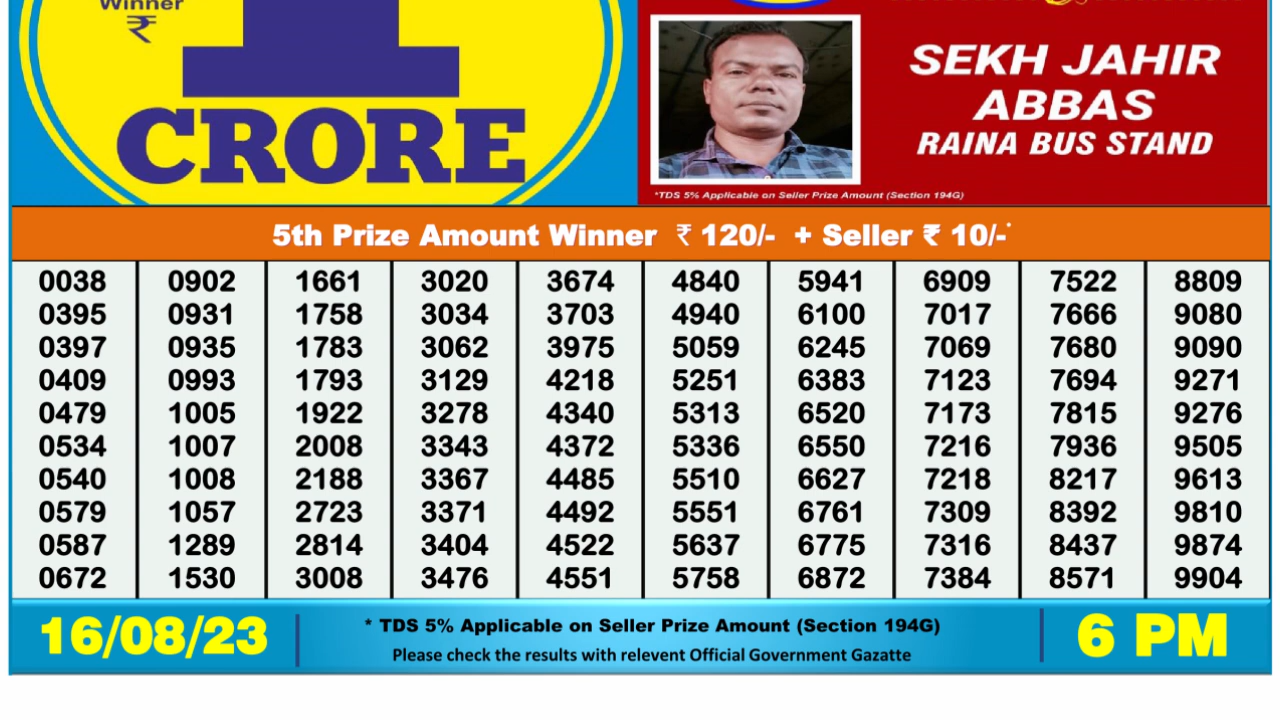 Winner
₹
1
CRORE
SEKH JAHIR
ABBAS
RAINA BUS STAND
*TDS 5% Applicable on Seller Prize Amount (Section 194G)
5th Prize Amount Winner ₹ 120/- + Seller ₹ 10/-*
0038 0902 1661 3020 3674 4840 5941 6909 7522 8809
0395 0931 1758 3034 3703 4940 6100 7017 7666 9080
0397 0935 1783 3062 3975 5059 6245 7069 7680 9090
0409 0993 1793 3129 4218 5251 6383 7123 7694 9271
0479 1005 1922 3278 4340 5313 6520 7173 7815 9276
0534 1007 2008 3343 4372 5336 6550 7216 7936 9505
0540 1008 2188 3367 4485 5510 6627 7218 8217 9613
0579 1057 2723 3371 4492 5551 6761 7309 8392 9810
0587 1289 2814 3404 4522 5637 6775 7316 8437 9874
0672 1530 3008 3476 4551 5758 6872 7384 8571 9904
16/08/23
* TDS 5% Applicable on Seller Prize Amount (Section 194G)
Please check the results with relevent Official Government Gazatte
6 PM